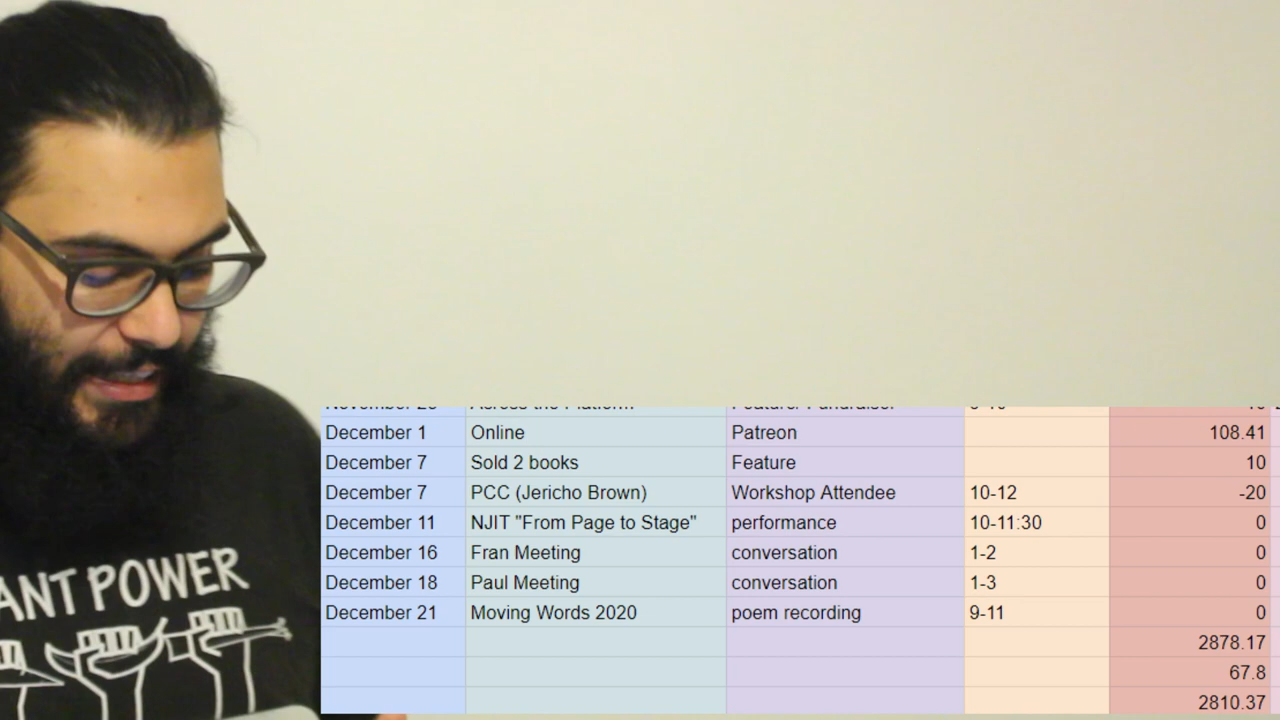 ANT POWER
December 1 Online Patreon 108.41
December 7 Sold 2 books Feature 10
December 7 PCC (Jericho Brown) Workshop Attendee 10-12 -20
December 11 NJIT "From Page to Stage" performance 10-11:30 0
December 16 Fran Meeting conversation 1-2 0
December 18 Paul Meeting conversation 1-3 0
December 21 Moving Words 2020 poem recording 9-11 0
2878.17
67.8
2810.37